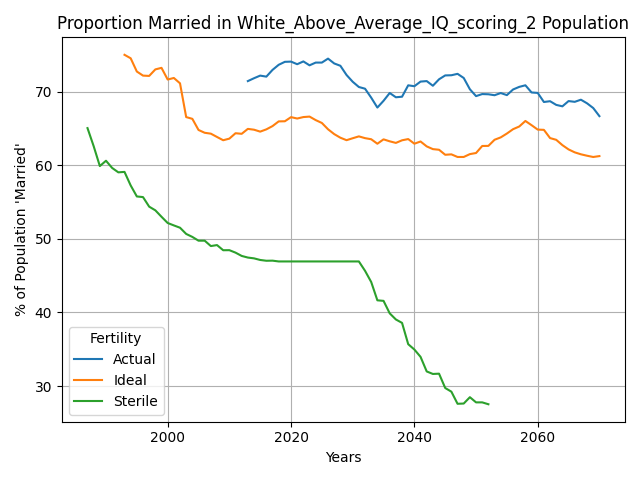 Proportion Married in White_Above_Average_IQ_scoring_2 Population
% of Population 'Married'
70
60
50
40
30
Fertility
Actual
Ideal
Sterile
2000 2020 2040 2060
Years